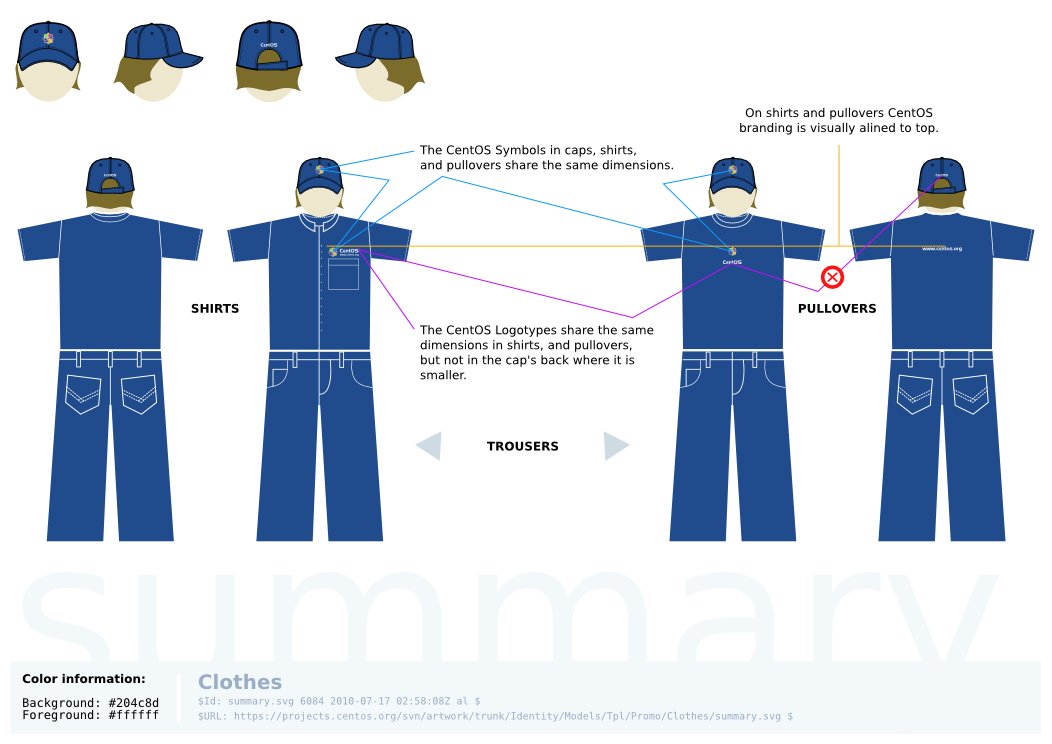 CentOS
On shirts and pullovers CentOS
branding is visually alined to top.
The CentOS Symbols in caps, shirts,
and pullovers share the same dimensions.
CentOS
CentOS
CentOS
www.centos.org
CentOS
SHIRTS
PULLOVERS
The CentOS Logotypes share the same
dimensions in shirts, and pullovers,
but not in the cap's back where it is
smaller.
TROUSERS
summary
Color information:
Background: #204c8d
Foreground: #ffffff
Clothes
$Id: summary.svg 6084 2010-07-17 02:58:08Z al $
$URL: https://projects.centos.org/svn/artwork/trunk/Identity/Models/Tpl/Promo/Clothes/summary.svg $